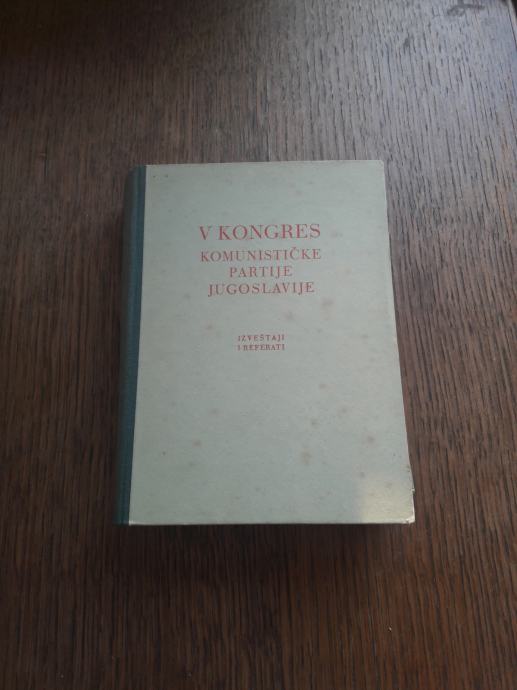 V KONGRES
KOMUNISTIČKE
PARTIJE
JUGOSLAVIJE
IZVEŠTAJI
I REFERATI